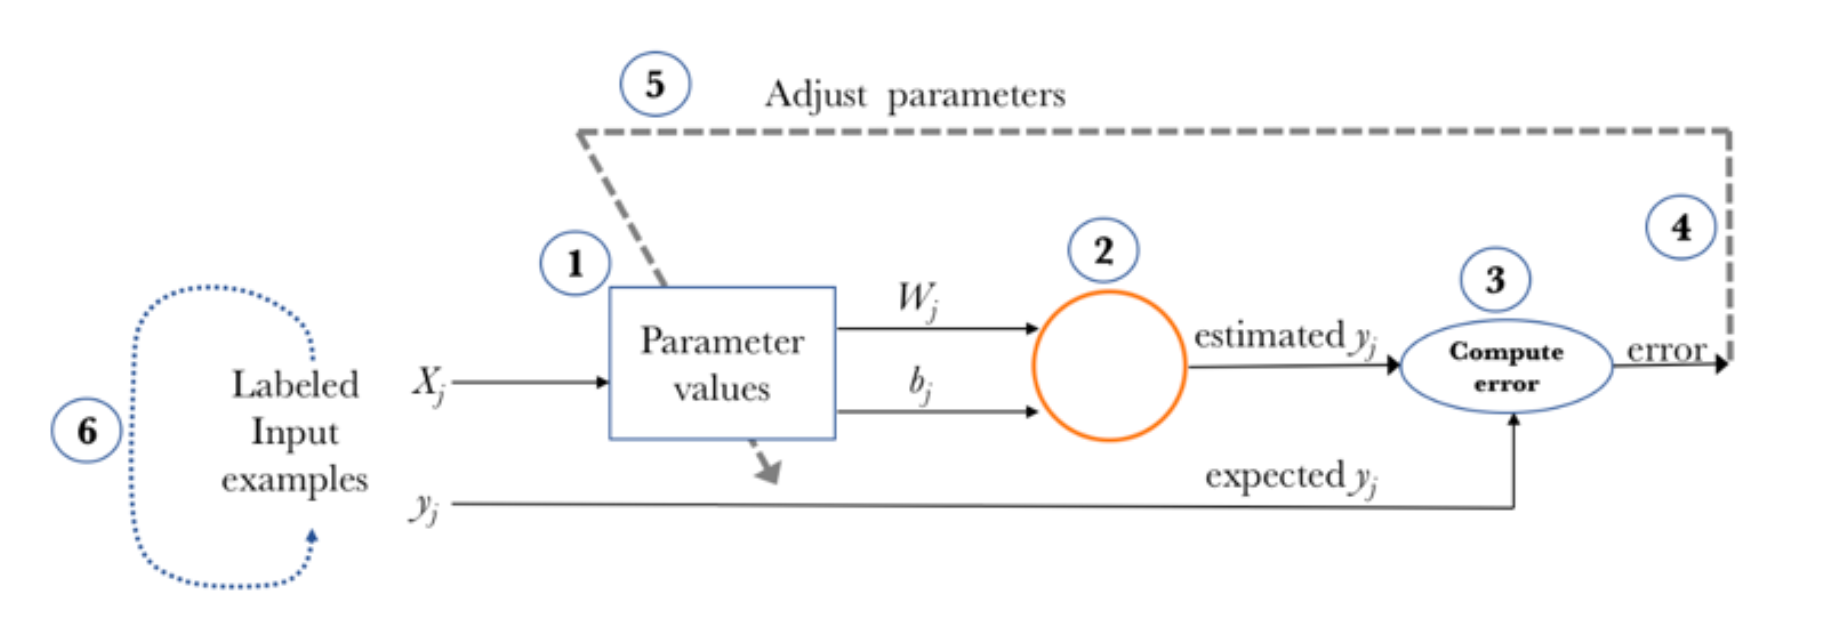 5
Adjust parameters
4
1
2
3
W_j
Parameter
values
estimated y_j
Compute
error
error
6
Labeled
Input
examples
X_j
b_j
expected y_j
y_j